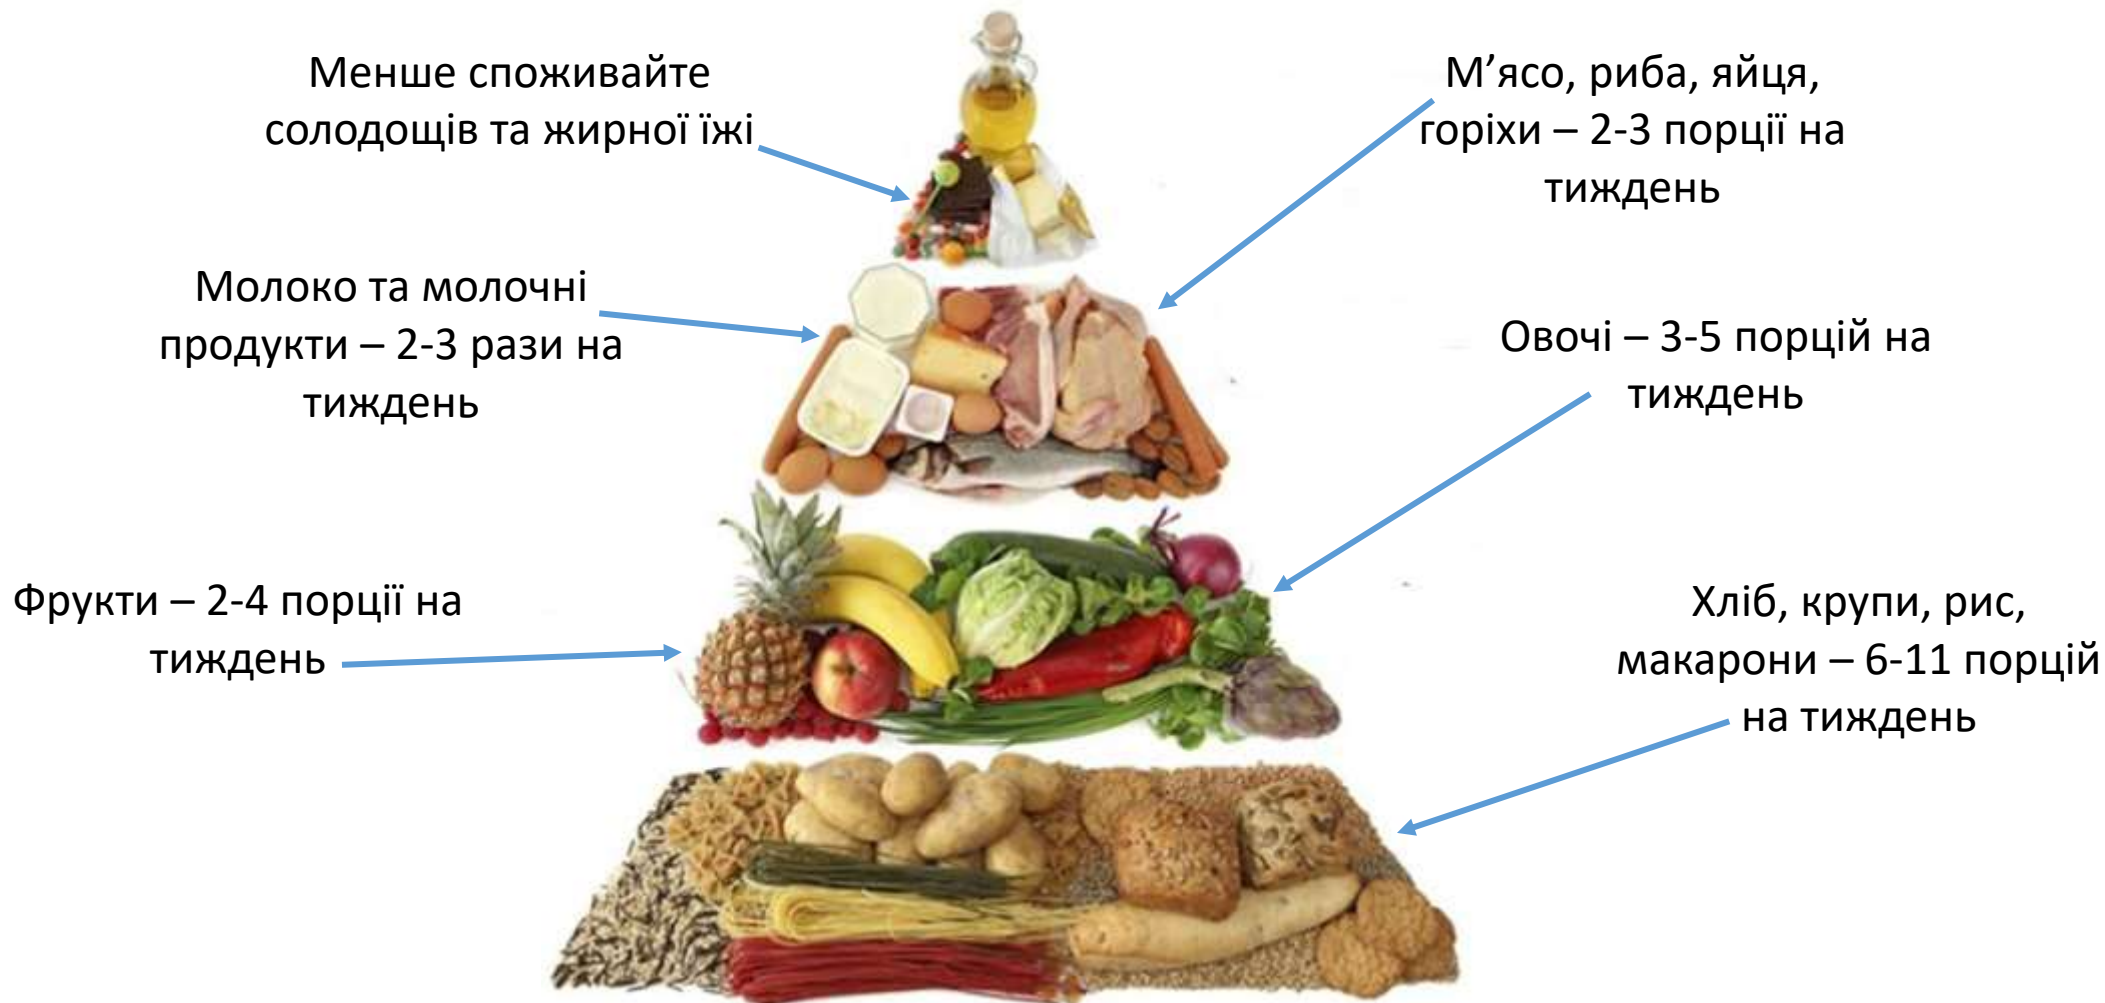 Менше споживайте
солодощів та жирної їжі
М’ясо, риба, яйця,
горіхи – 2-3 порції на
тиждень
Молоко та молочні
продукти – 2-3 рази на
тиждень
Овочі – 3-5 порцій на
тиждень
Фрукти – 2-4 порції на
тиждень
Хліб, крупи, рис,
макарони – 6-11 порцій
на тиждень